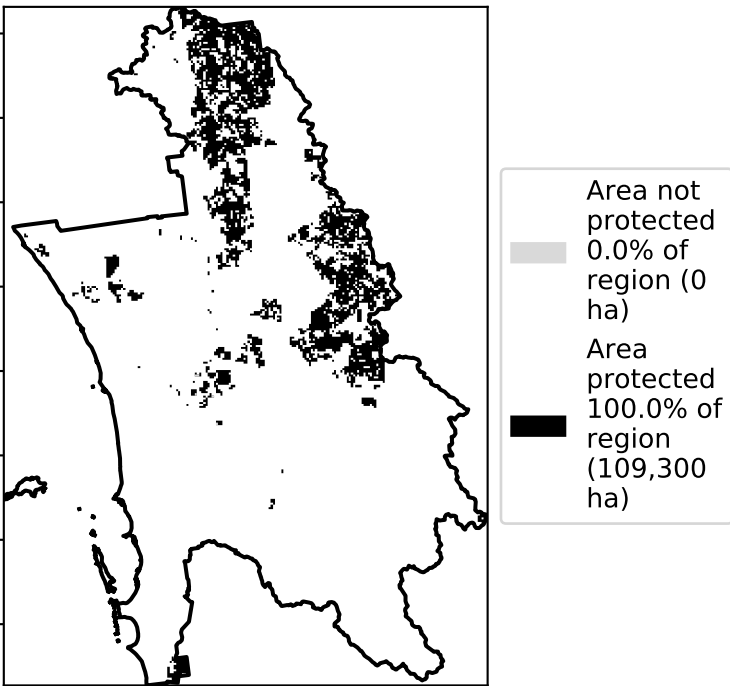 Area not
protected
0.0% of
region (0
ha)
Area
protected
100.0% of
region
(109,300
ha)